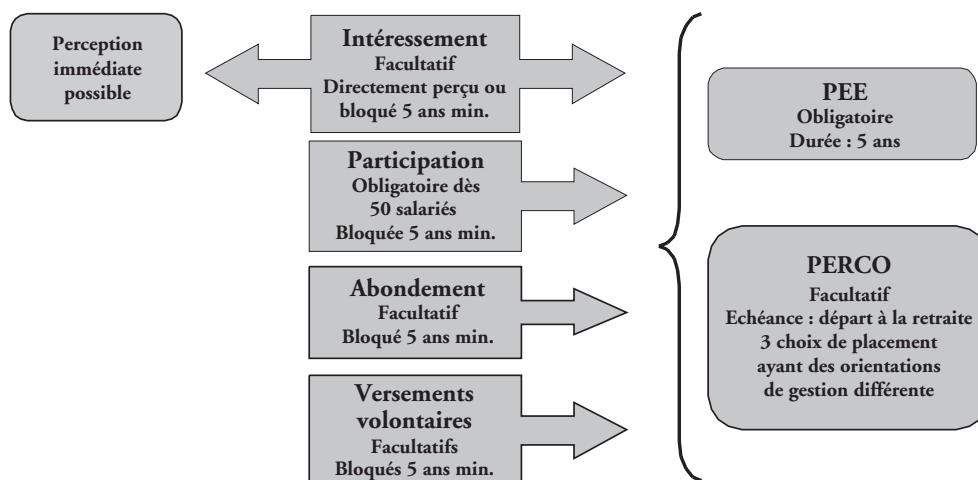 Perception
immédiate
possible
Intéressement
Facultatif
Directement perçu ou
bloqué 5 ans min.
Participation
Obligatoire dès
50 salariés
Bloquée 5 ans min.
Abondement
Facultatif
Bloqué 5 ans min.
Versements
volontaires
Facultatifs
Bloqués 5 ans min.
PEE
Obligatoire
Durée : 5 ans
PERCO
Facultatif
Echéance : départ à la retraite
3 choix de placement
ayant des orientations
de gestion différente